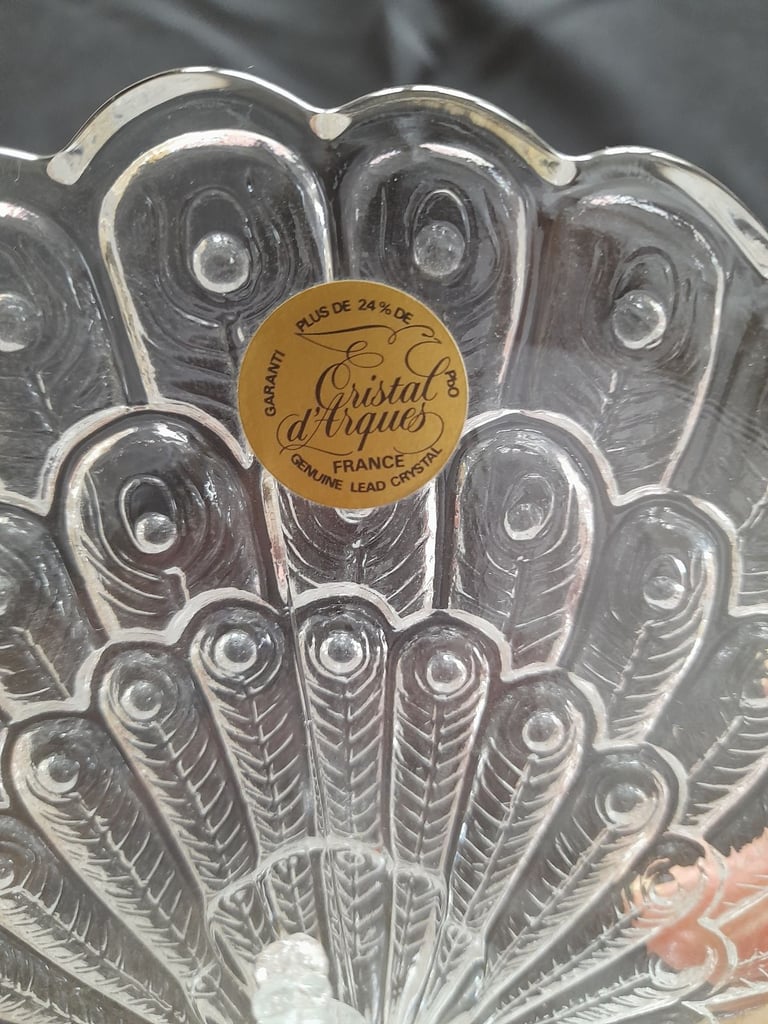 GARANTI PLUS DE 24% DE PbO
Cristal
d'Arques
FRANCE
GENUINE LEAD CRYSTAL